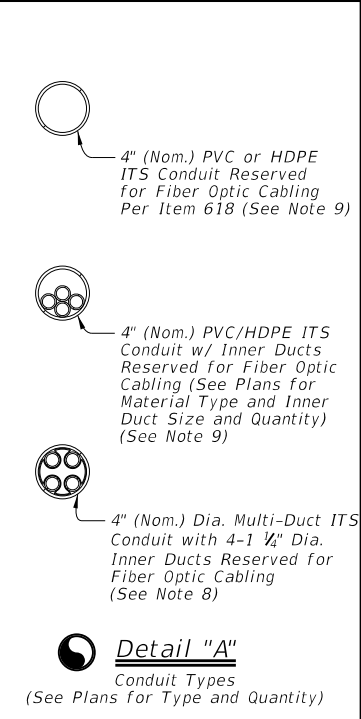 4" (Nom.) PVC or HDPE
ITS Conduit Reserved
for Fiber Optic Cabling
Per Item 618 (See Note 9)
4" (Nom.) PVC/HDPE ITS
Conduit w/ Inner Ducts
Reserved for Fiber Optic
Cabling (See Plans for
Material Type and Inner
Duct Size and Quantity)
(See Note 9)
4" (Nom.) Dia. Multi-Duct ITS
Conduit with 4-1 ¼" Dia.
Inner Ducts Reserved for
Fiber Optic Cabling
(See Note 8)
Detail "A"
Conduit Types
(See Plans for Type and Quantity)